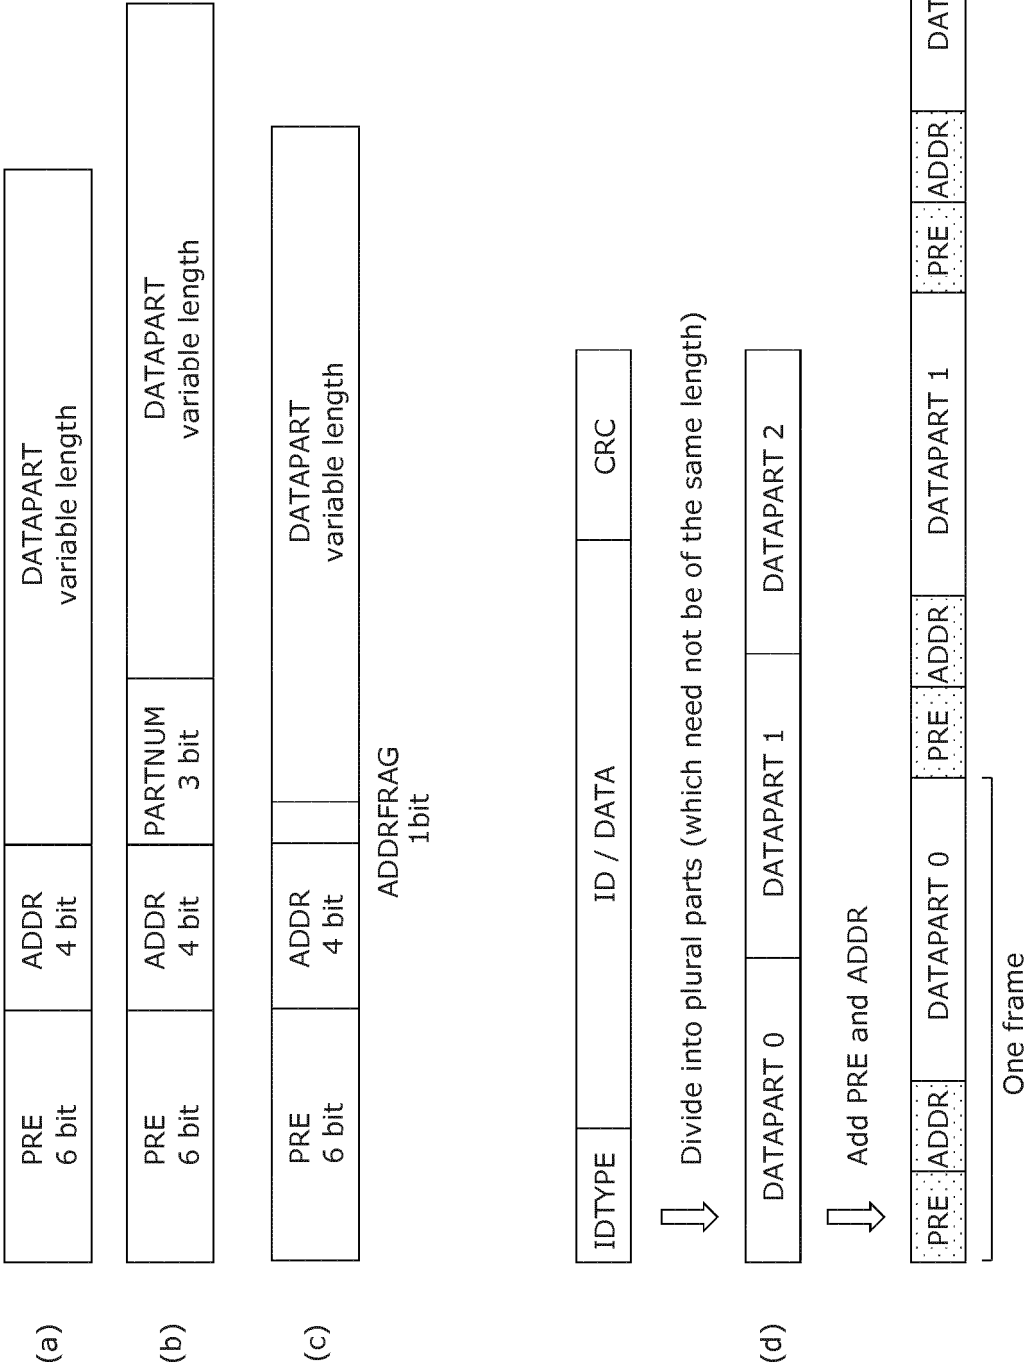 (a)
PRE
6 bit
ADDR
4 bit
DATAPART
variable length
(b)
PRE
6 bit
ADDR
4 bit
PARTNUM
3 bit
DATAPART
variable length
(c)
PRE
6 bit
ADDR
4 bit
ADDRFRAG
1bit
DATAPART
variable length
(d)
IDTYPE
ID / DATA
CRC
Divide into plural parts (which need not be of the same length)
DATAPART 0
DATAPART 1
DATAPART 2
Add PRE and ADDR
PRE
ADDR
DATAPART 0
PRE
ADDR
DATAPART 1
PRE
ADDR
DAT
One frame